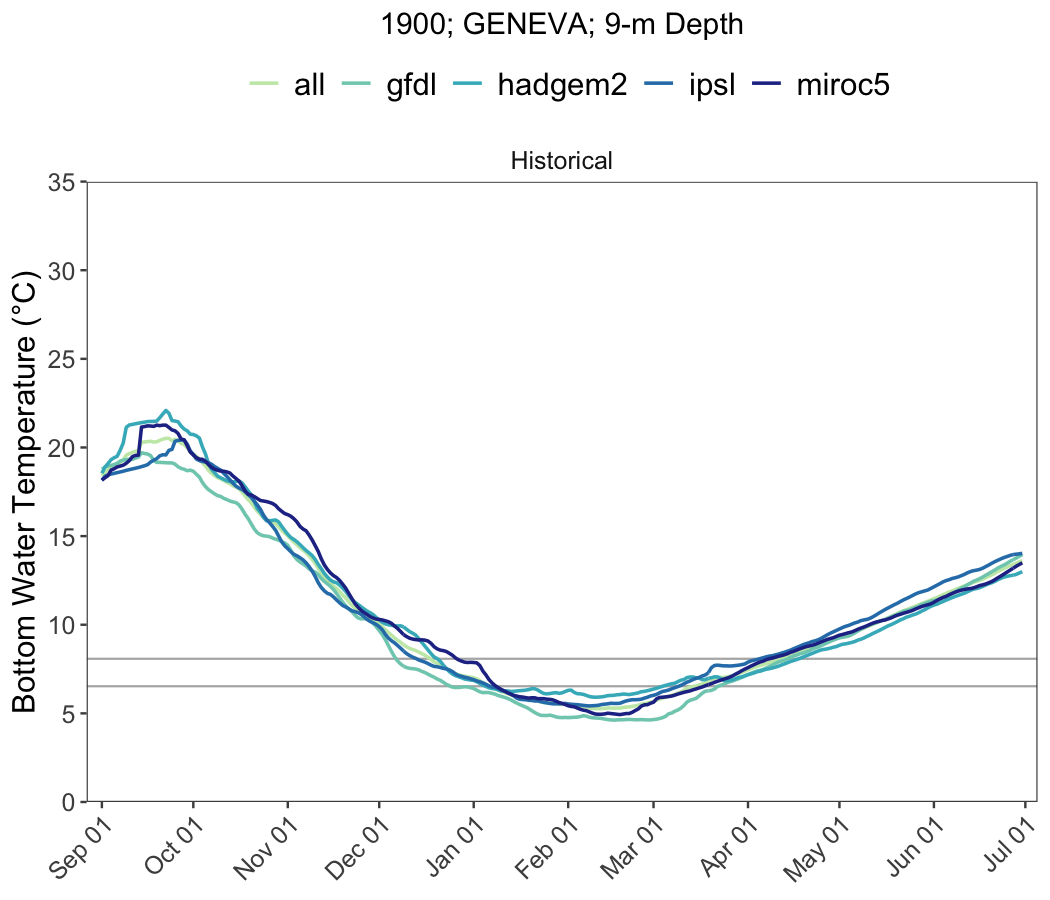 1900; GENEVA; 9-m Depth
all gfdl hadgem2 ipsl miroc5
Historical
Bottom Water Temperature (°C)
35
30
25
20
15
10
5
0
Sep 01 Oct 01 Nov 01 Dec 01 Jan 01 Feb 01 Mar 01 Apr 01 May 01 Jun 01 Jul 01